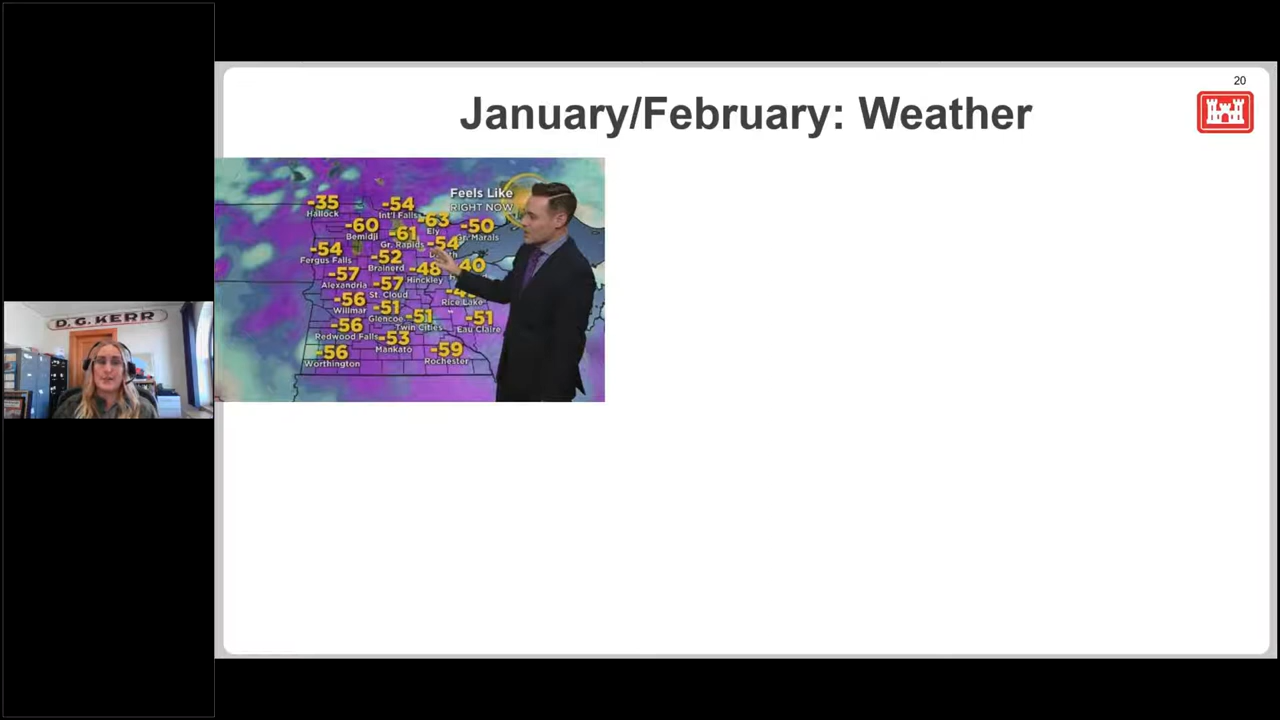 20
January/February: Weather
Feels Like
RIGHT NOW
-35
Hallock
-54
Int'l Falls
-63
Ely
-60
Bemidji
-61
Gr. Rapids
-50
Gr. Marais
-54
Fergus Falls
-52
Brainerd
-54
-48
Hinckley
40
-57
Alexandria
-57
St. Cloud
Rice Lake
-56
Willmar
-51
Glencoe
-51
Twin Cities
-51
Eau Claire
-56
Redwood Falls
-53
Mankato
-56
Worthington
-59
Rochester
D. G. KERR